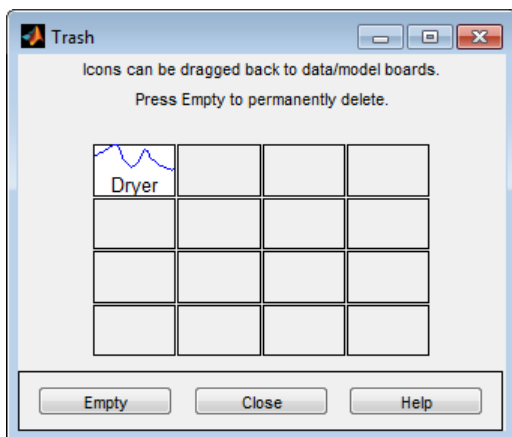 Trash
Icons can be dragged back to data/model boards.
Press Empty to permanently delete.
Dryer
Empty
Close
Help